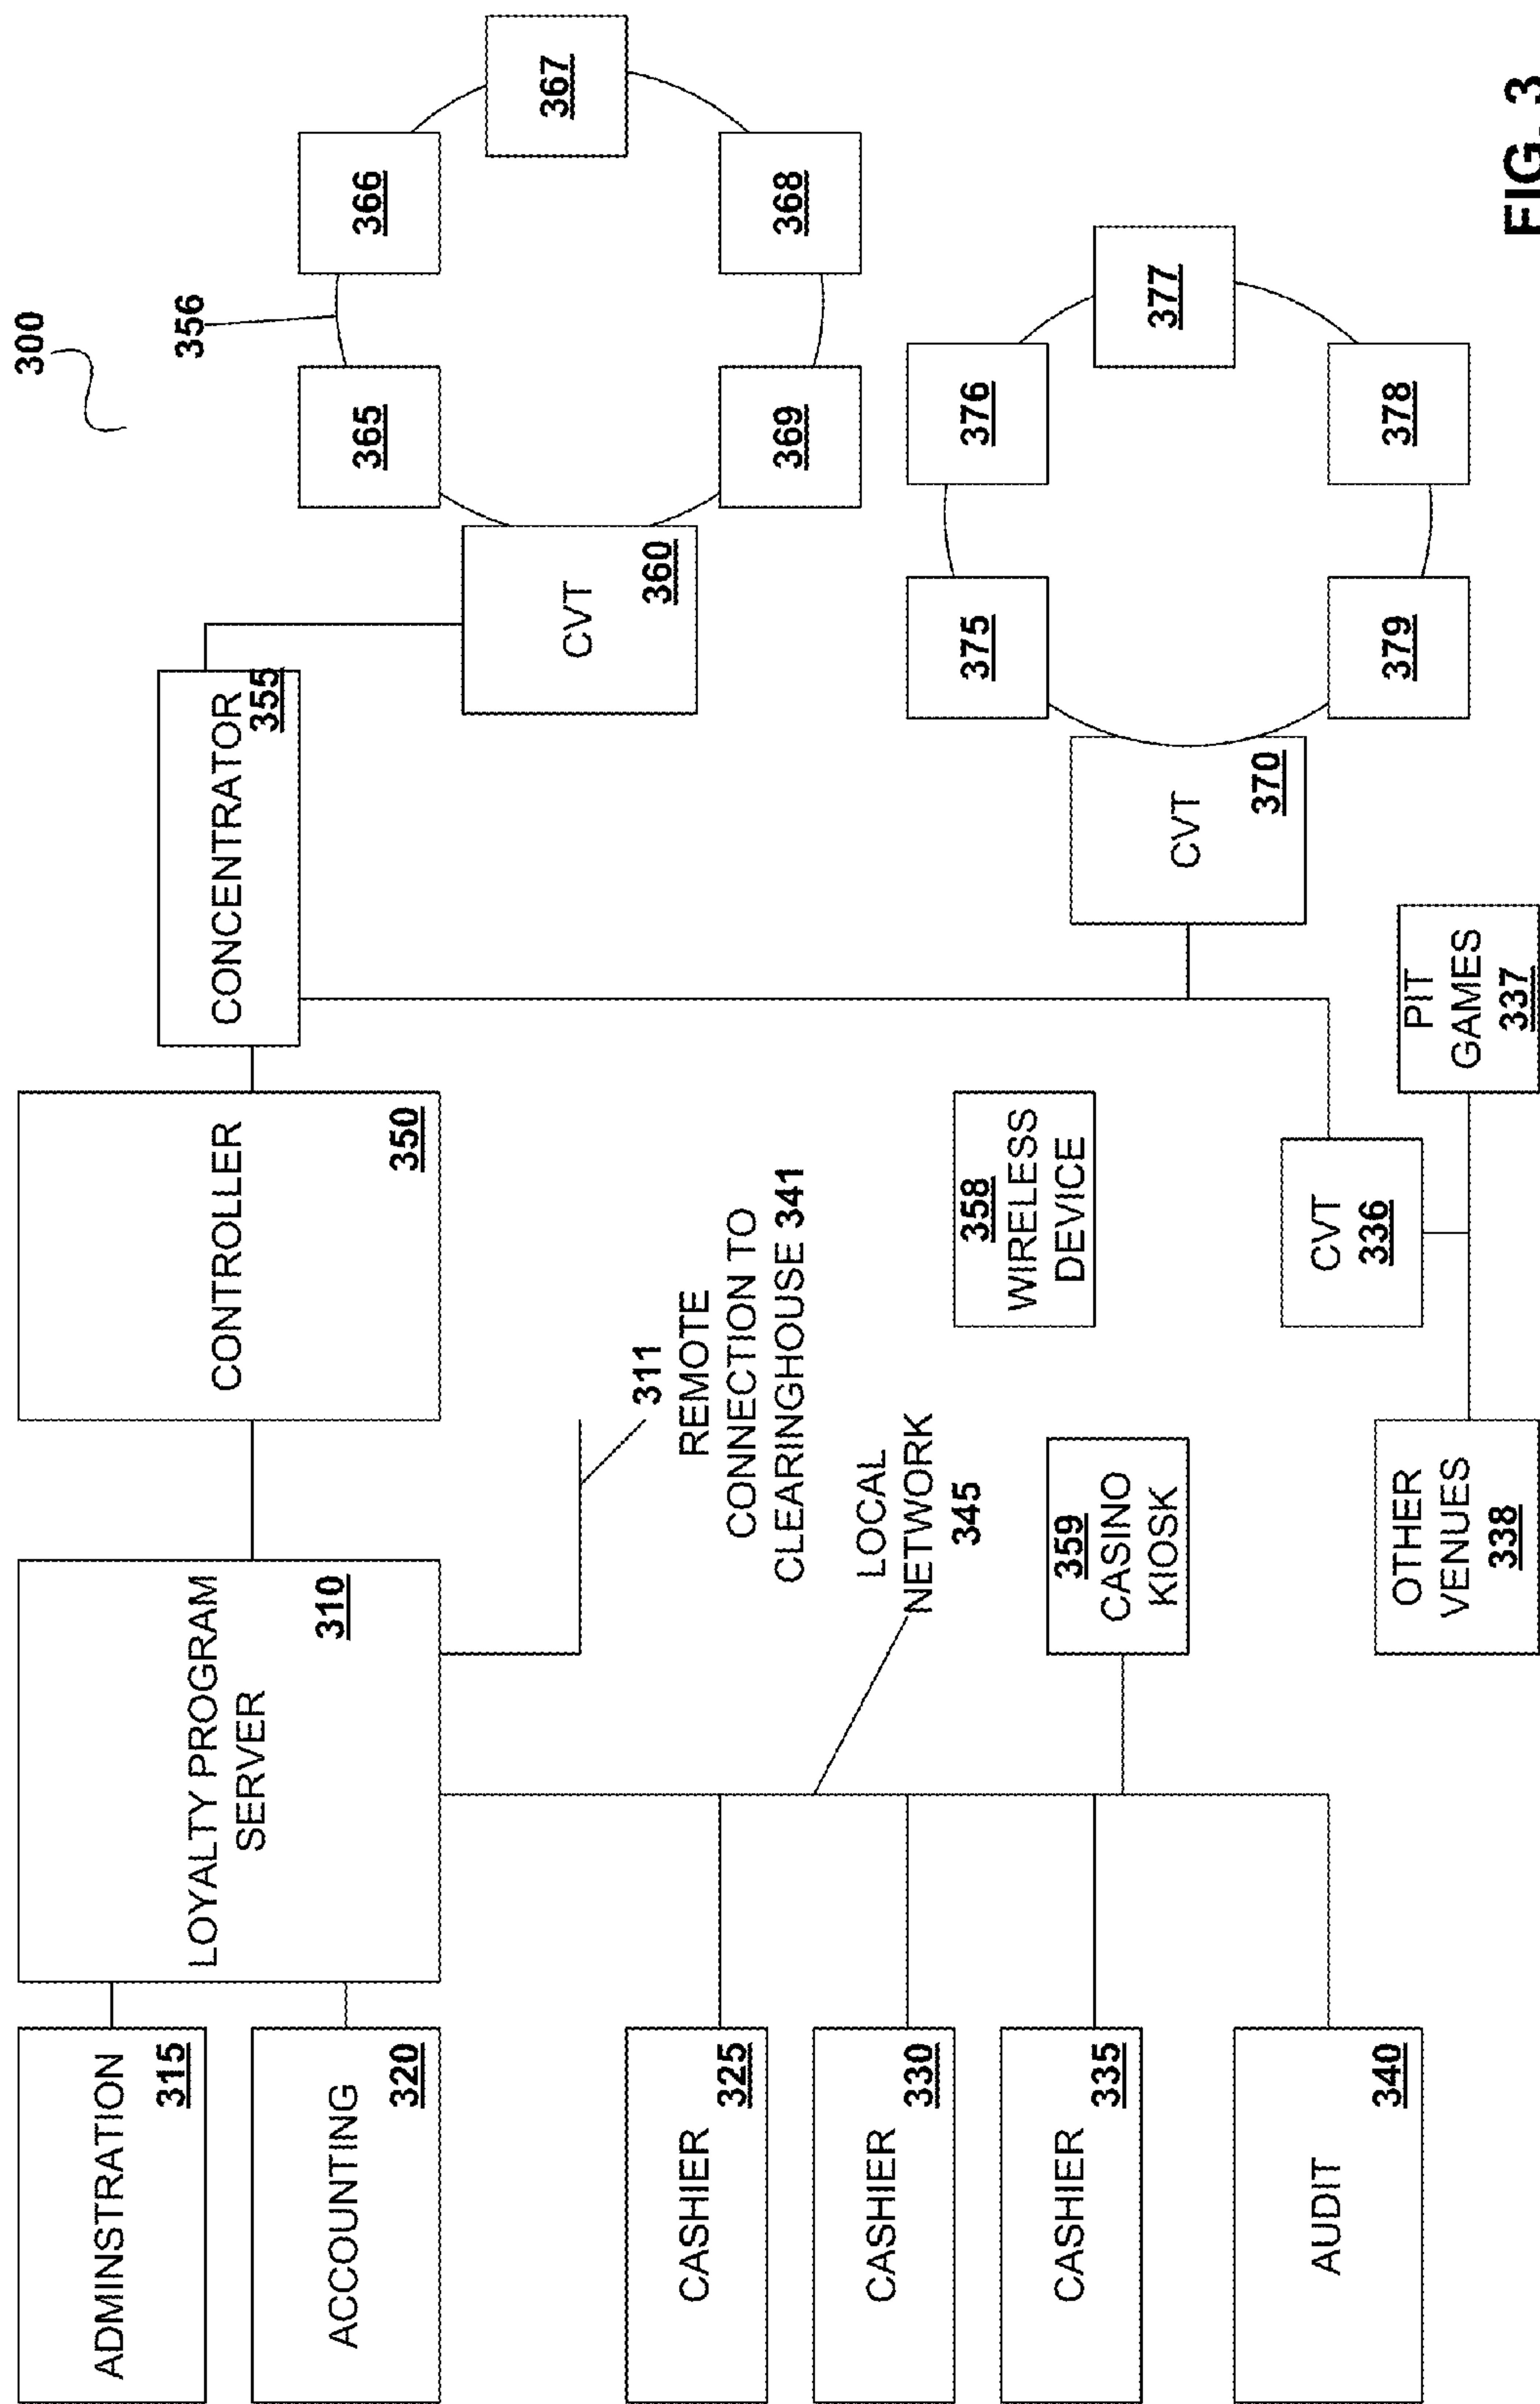 300
ADMINSTRATION
315
ACCOUNTING
320
LOYALTY PROGRAM
SERVER
310
CONTROLLER
350
CONCENTRATOR
355
356
365
366
367
368
369
CVT
360
311
REMOTE
CONNECTION TO
CLEARINGHOUSE 341
CASHIER
325
CASHIER
330
CASHIER
335
AUDIT
340
LOCAL
NETWORK
345
359
CASINO
KIOSK
358
WIRELESS
DEVICE
CVT
370
375
376
377
378
379
CVT
336
OTHER
VENUES
338
PIT
GAMES
337
FIG. 3